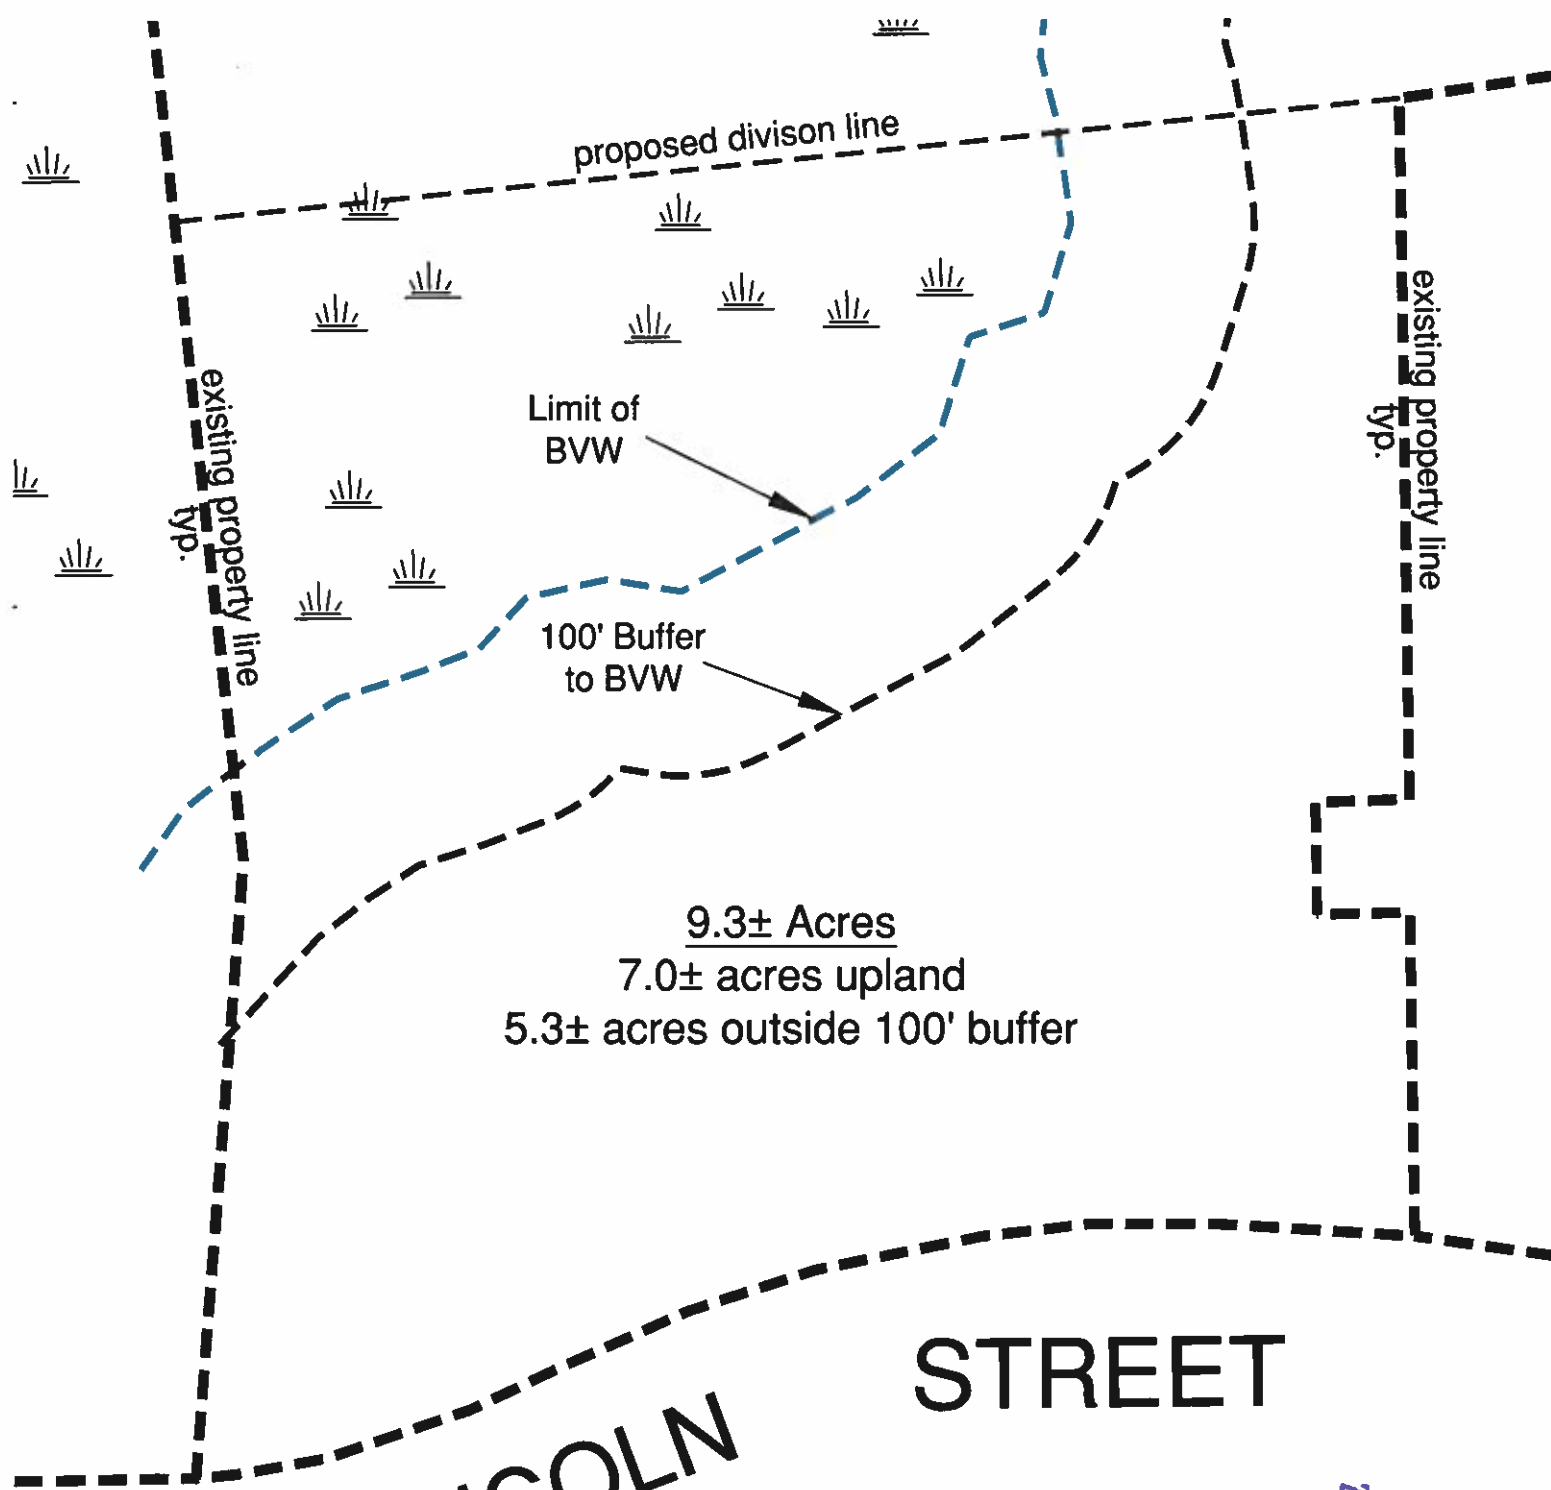 proposed divison line
existing property line
typ.
existing property line
typ.
Limit of
BVW
100' Buffer
to BVW
9.3± Acres
7.0± acres upland
5.3± acres outside 100' buffer
STREET
COLN